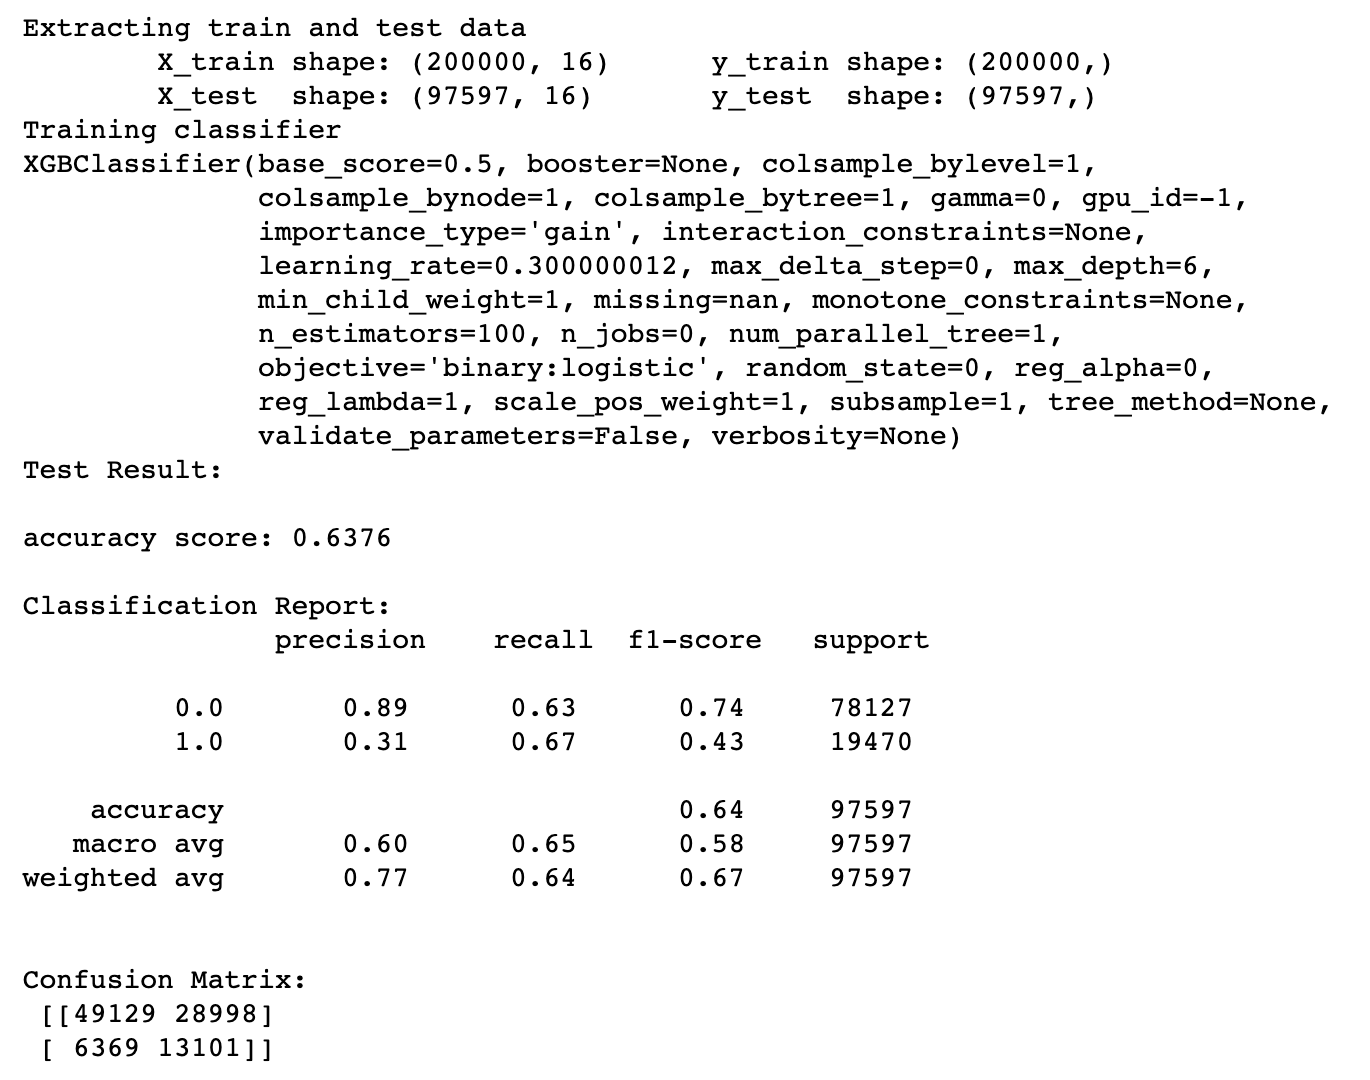 Extracting train and test data
X_train shape: (200000, 16) y_train shape: (200000,)
X_test shape: (97597, 16) y_test shape: (97597,)
Training classifier
XGBClassifier(base_score=0.5, booster=None, colsample_bylevel=1,
colsample_bynode=1, colsample_bytree=1, gamma=0, gpu_id=-1,
importance_type='gain', interaction_constraints=None,
learning_rate=0.300000012, max_delta_step=0, max_depth=6,
min_child_weight=1, missing=nan, monotone_constraints=None,
n_estimators=100, n_jobs=0, num_parallel_tree=1,
objective='binary:logistic', random_state=0, reg_alpha=0,
reg_lambda=1, scale_pos_weight=1, subsample=1, tree_method=None,
validate_parameters=False, verbosity=None)
Test Result:
accuracy score: 0.6376
Classification Report:
precision recall f1-score support
0.0 0.89 0.63 0.74 78127
1.0 0.31 0.67 0.43 19470
accuracy 0.64 97597
macro avg 0.60 0.65 0.58 97597
weighted avg 0.77 0.64 0.67 97597
Confusion Matrix:
[[49129 28998]
[ 6369 13101]]